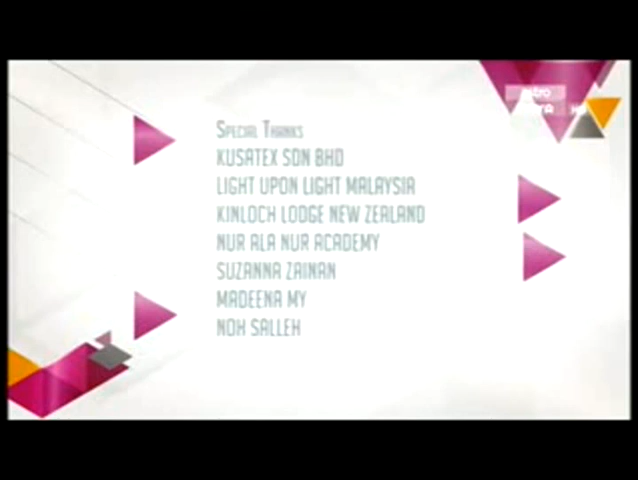 astro
Special Thanks
KUSATEX SDN BHD
LIGHT UPON LIGHT MALAYSIA
KINLOCH LODGE NEW ZEALAND
NUR ALA NUR ACADEMY
SUZANNA ZAINAN
MADEENA MY
NOH SALLEH